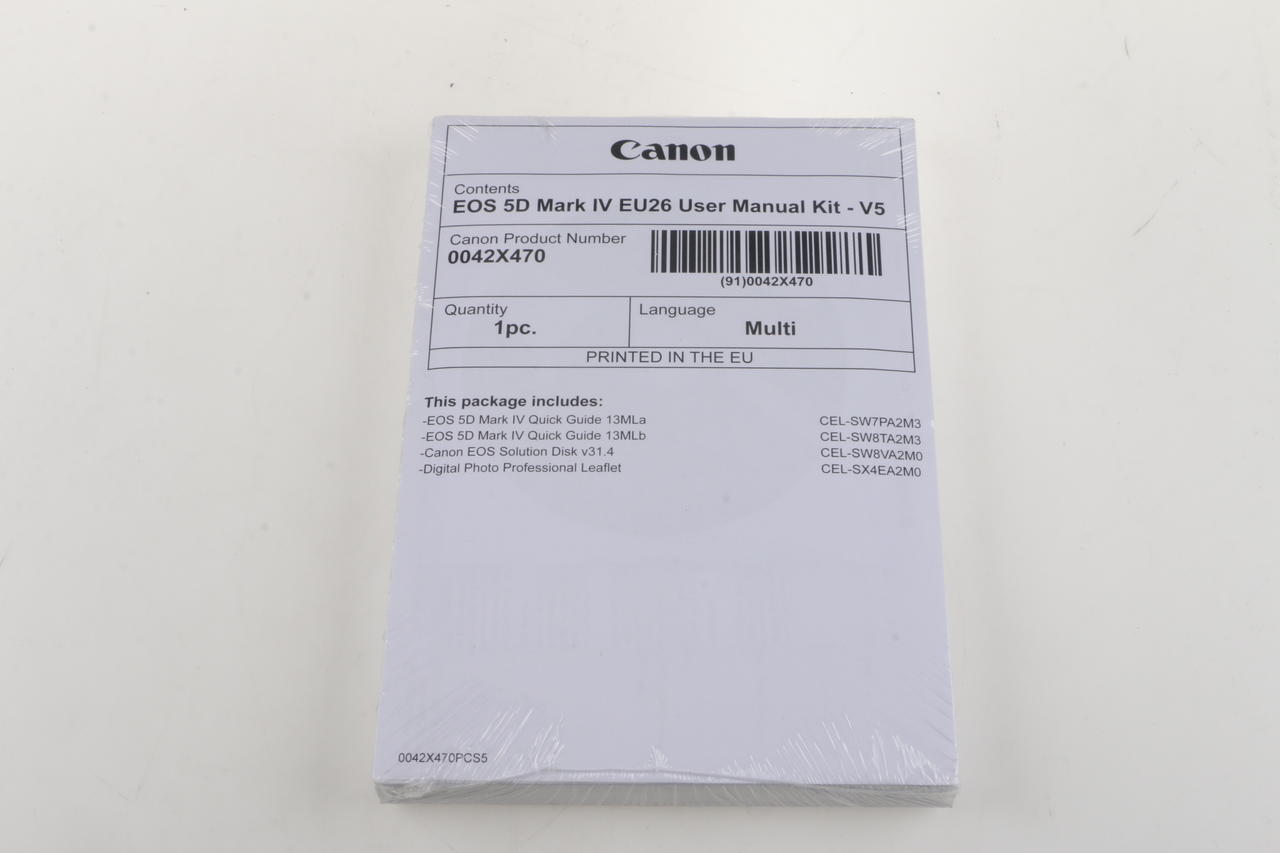 Canon
Contents
EOS 5D Mark IV EU26 User Manual Kit - V5
Canon Product Number
0042X470
(91)0042X470
Quantity
1pc.
Language
Multi
PRINTED IN THE EU
This package includes:
-EOS 5D Mark IV Quick Guide 13MLa CEL-SW7PA2M3
-EOS 5D Mark IV Quick Guide 13MLb CEL-SW8TA2M3
-Canon EOS Solution Disk v31.4 CEL-SW8VA2M0
-Digital Photo Professional Leaflet CEL-SX4EA2M0
0042X470PCS5